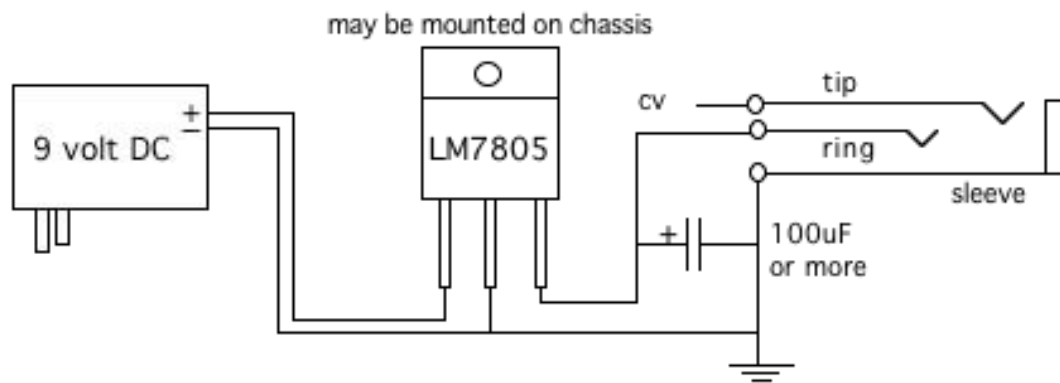 may be mounted on chassis
+
−
9 volt DC
LM7805
cv
tip
ring
sleeve
+
100uF
or more